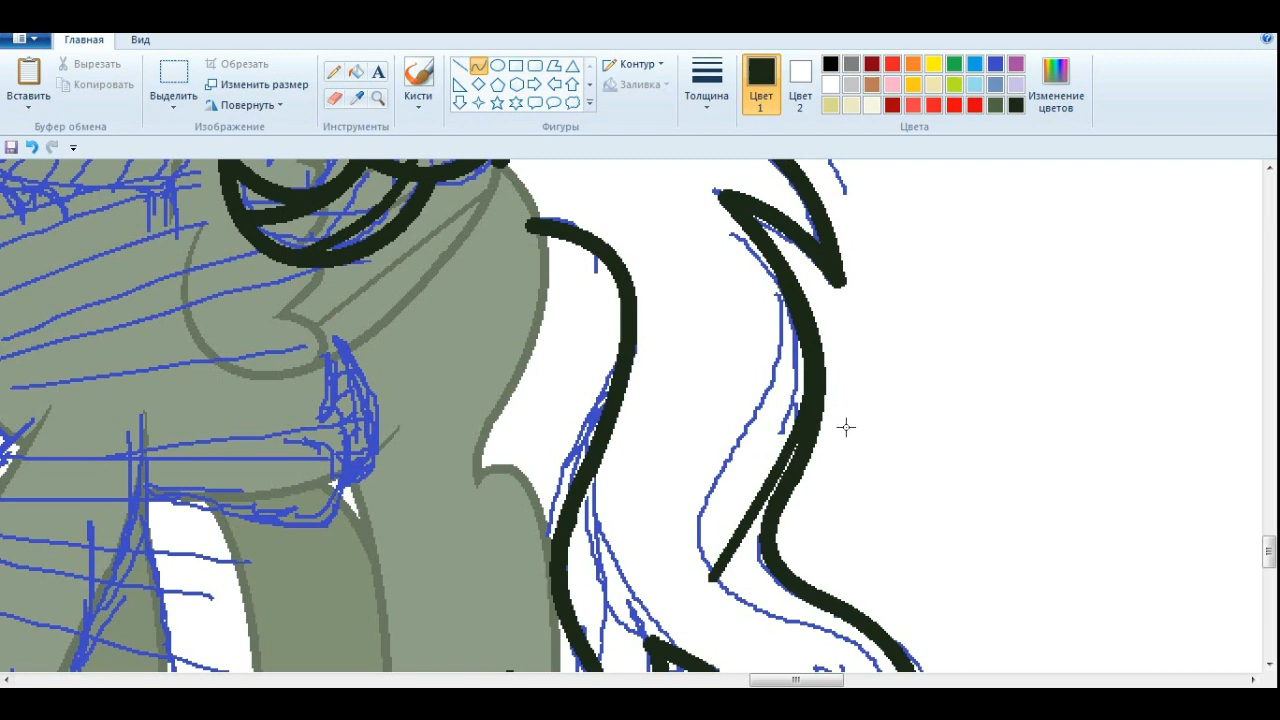 Главная Вид
Вырезать
Копировать
Вставить
Буфер обмена
Выделить
Обрезать
Изменить размер
Повернуть
Изображение
A
Инструменты
Кисти
Контур
Заливка
Фигуры
Толщина
Цвет
1
Цвет
2
Изменение
цветов
Цвета